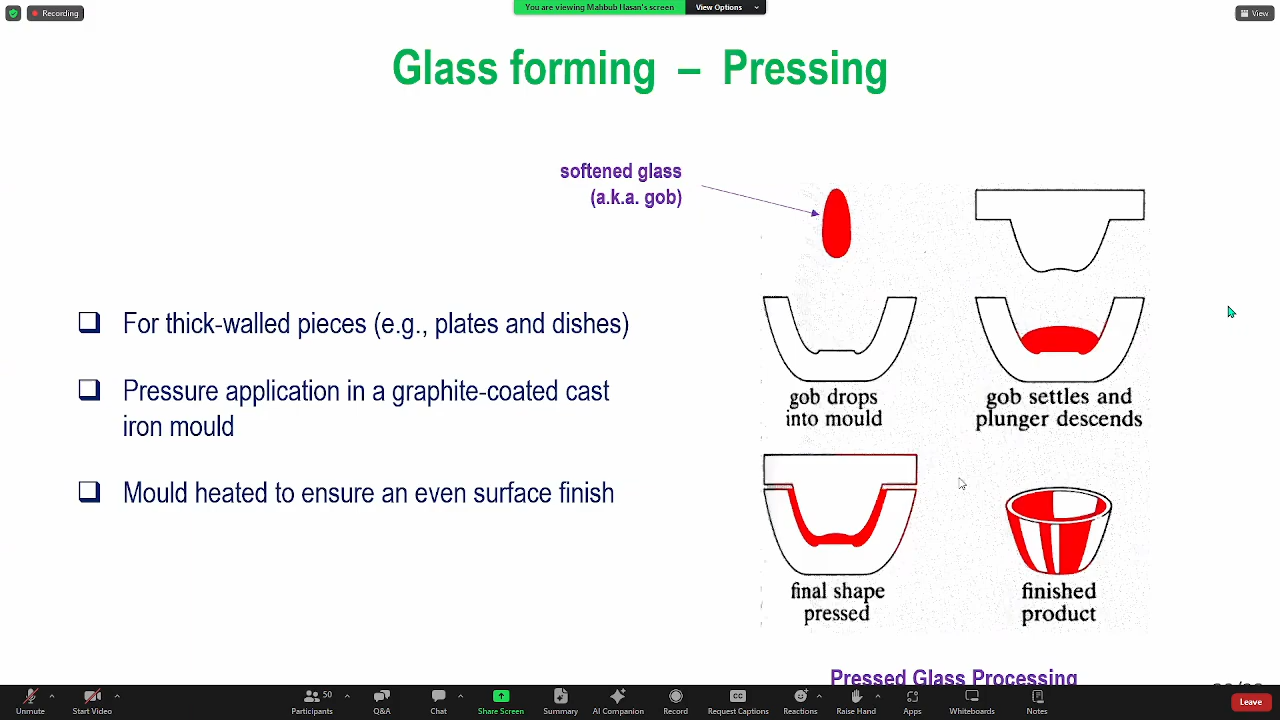 Recording
You are viewing Mahbub Hasan's screen
View Options
View
Glass forming – Pressing
softened glass
(a.k.a. gob)
For thick-walled pieces (e.g., plates and dishes)
Pressure application in a graphite-coated cast
iron mould
Mould heated to ensure an even surface finish
gob drops
into mould
gob settles and
plunger descends
final shape
pressed
finished
product
Pressed Glass Processing
Unmute
Start Video
Participants
50
Q&A
Chat
Share Screen
Summary
AI Companion
Record
CC
Request Captions
Reactions
Raise Hand
Apps
Whiteboards
Notes
Leave